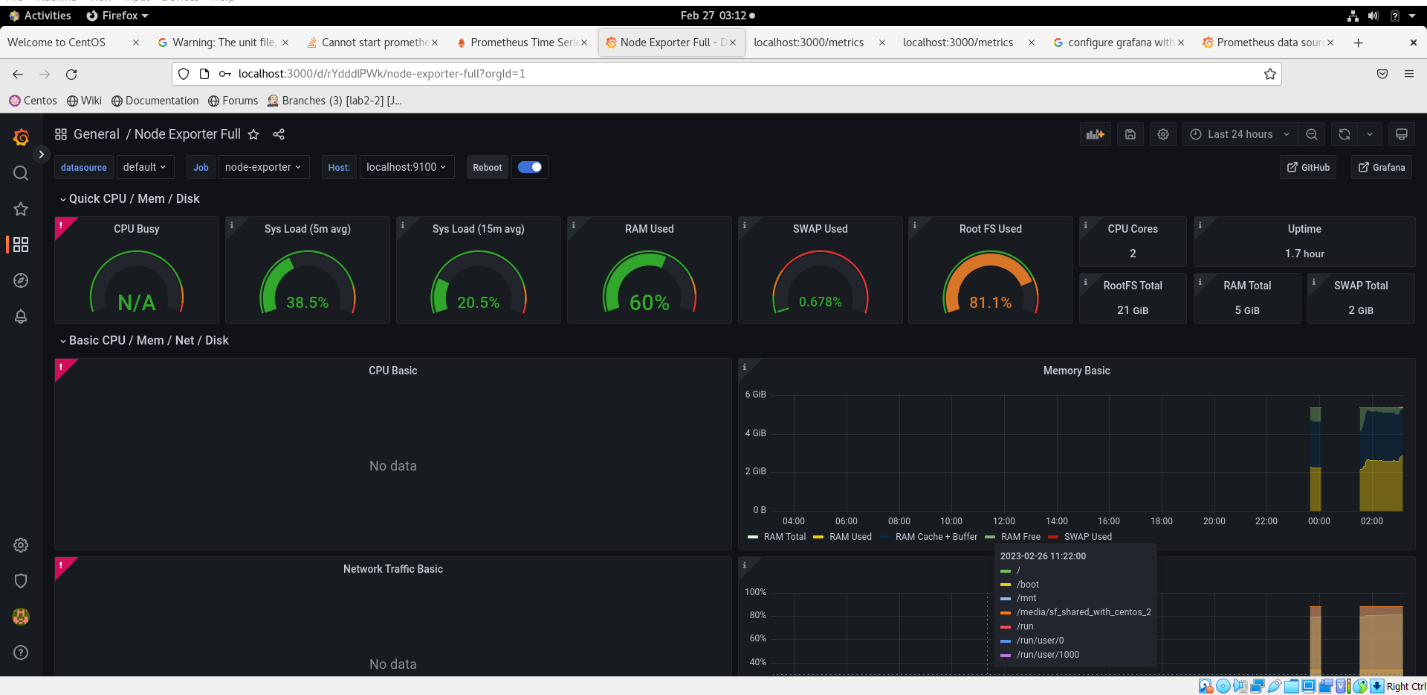 Activities Firefox Feb 27 03:12
Welcome to CentOS × Warning: The unit file, × Cannot start prometheu × Prometheus Time Serie × Node Exporter Full - D × localhost:3000/metrics × localhost:3000/metrics × configure grafana with × Prometheus data sourc × +
localhost:3000/d/rYdddlPWk/node-exporter-full?orgId=1
Centos Wiki Documentation Forums Branches (3) [lab2-2] [J...
General / Node Exporter Full Last 24 hours
datasource default Job node-exporter Host: localhost:9100 Reboot GitHub Grafana
Quick CPU / Mem / Disk
CPU Busy Sys Load (5m avg) Sys Load (15m avg) RAM Used SWAP Used Root FS Used CPU Cores Uptime
2 1.7 hour
N/A 38.5% 20.5% 60% 0.678% 81.1%
RootFS Total RAM Total SWAP Total
21 GiB 5 GiB 2 GiB
Basic CPU / Mem / Net / Disk
CPU Basic
No data
Memory Basic
6 GiB
4 GiB
2 GiB
0 B
04:00 06:00 08:00 10:00 12:00 14:00 16:00 18:00 20:00 22:00 00:00 02:00
RAM Total RAM Used RAM Cache + Buffer RAM Free SWAP Used
Network Traffic Basic
No data
100%
80%
60%
40%
2023-02-26 11:22:00
/
/boot
/mnt
/media/sf_shared_with_centos_2
/run
/run/user/0
/run/user/1000
Right Ctrl